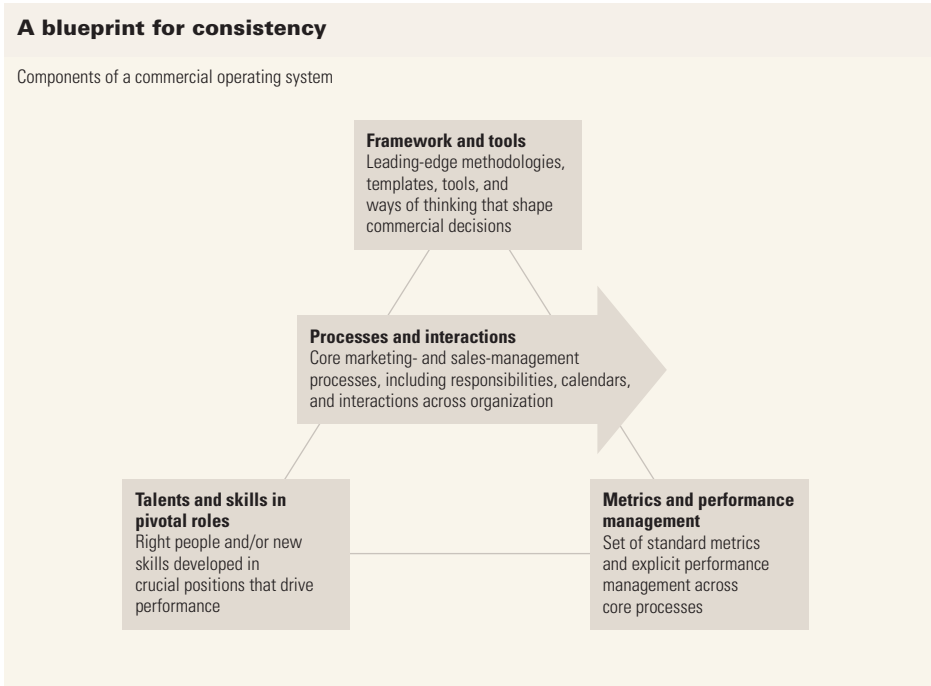 A blueprint for consistency
Components of a commercial operating system
Framework and tools
Leading-edge methodologies,
templates, tools, and
ways of thinking that shape
commercial decisions
Processes and interactions
Core marketing- and sales-management
processes, including responsibilities, calendars,
and interactions across organization
Talents and skills in
pivotal roles
Right people and/or new
skills developed in
crucial positions that drive
performance
Metrics and performance
management
Set of standard metrics
and explicit performance
management across
core processes